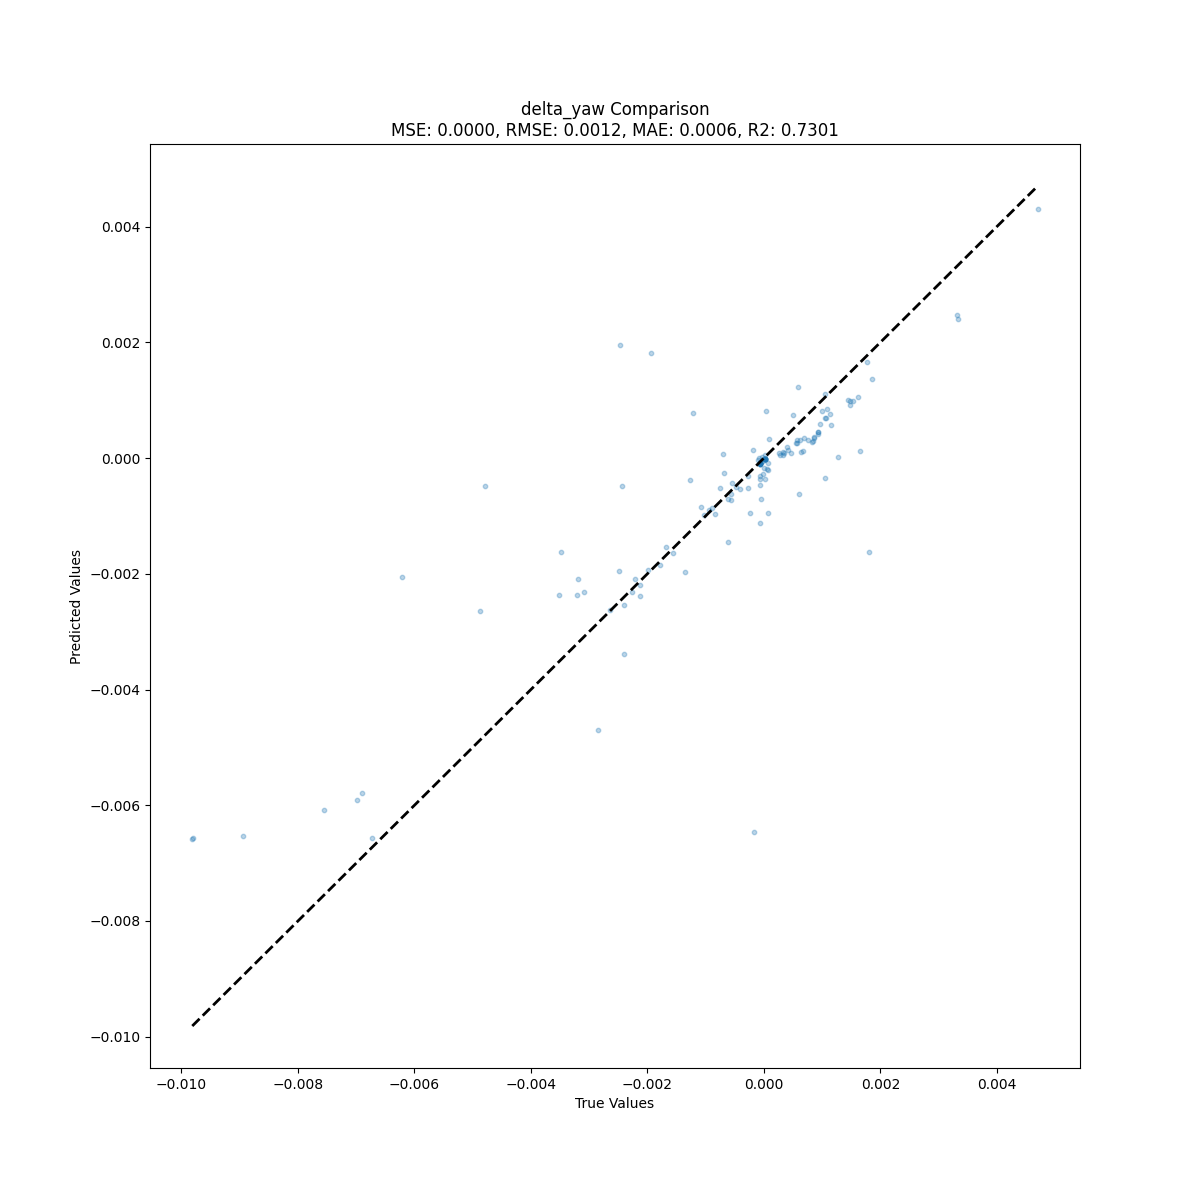 delta_yaw Comparison
MSE: 0.0000, RMSE: 0.0012, MAE: 0.0006, R2: 0.7301
0.004
0.002
0.000
−0.002
−0.004
−0.006
−0.008
−0.010
Predicted Values
−0.010 −0.008 −0.006 −0.004 −0.002 0.000 0.002 0.004
True Values